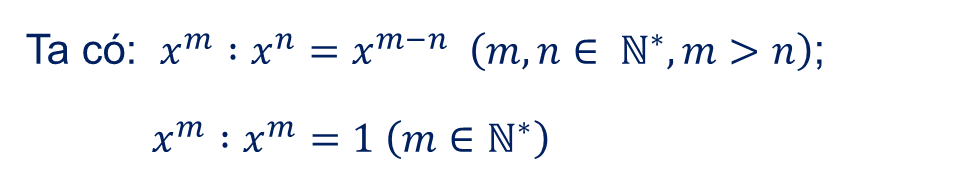 Ta có: xᵐ : xⁿ = xᵐ⁻ⁿ (m, n ∈ ℕ*, m > n);
xᵐ : xᵐ = 1 (m ∈ ℕ*)